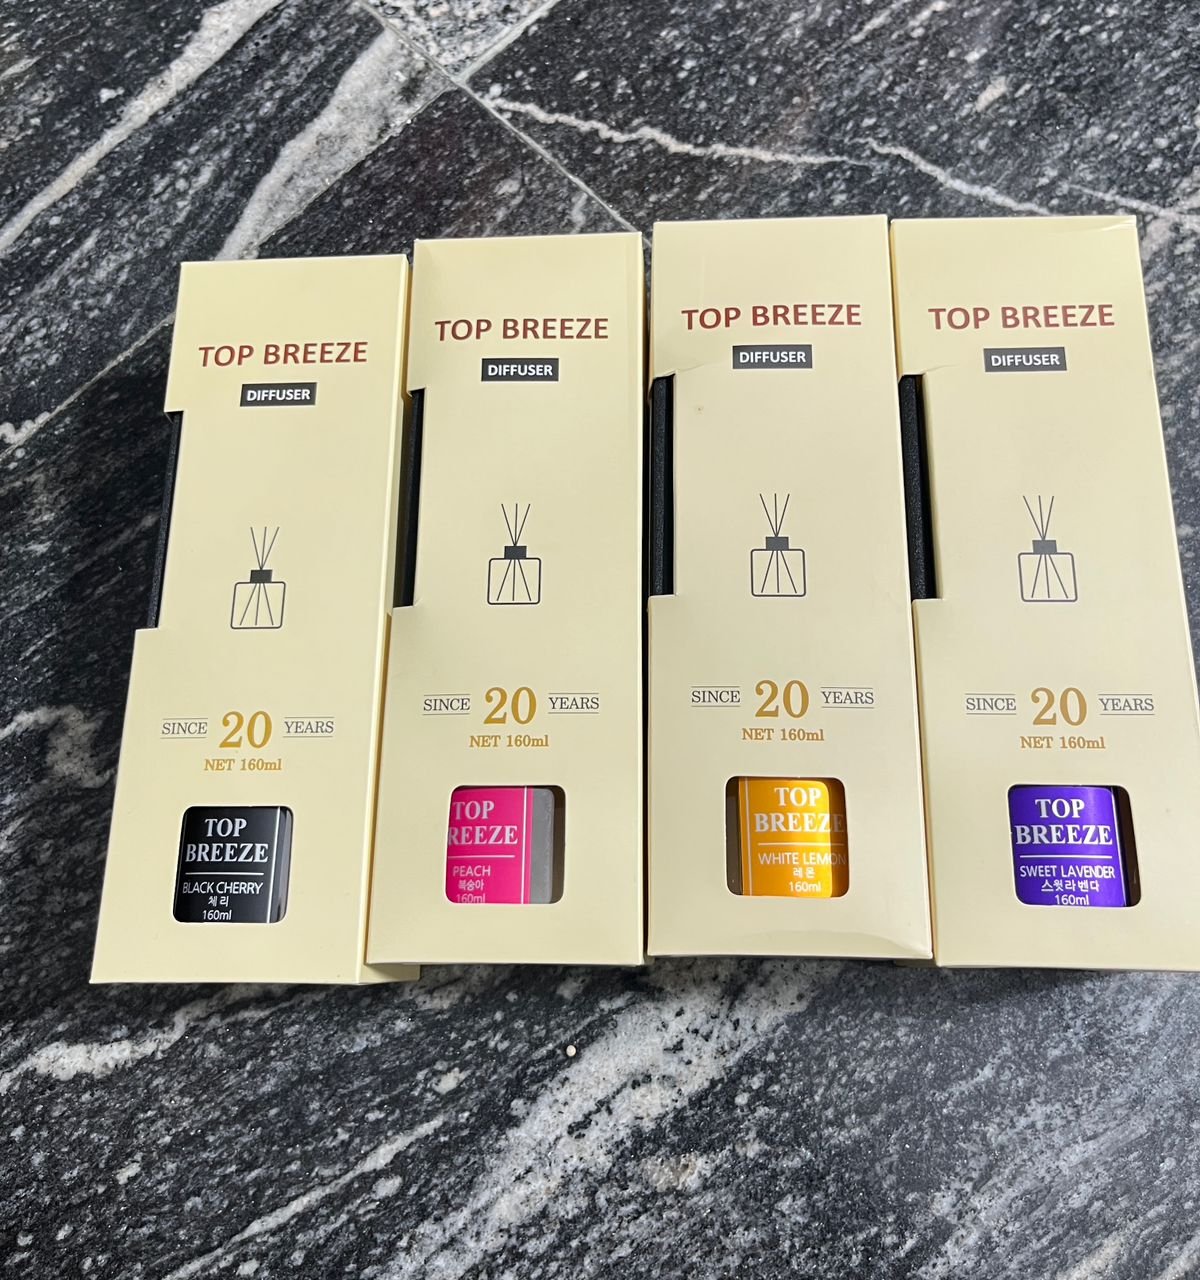 TOP BREEZE
DIFFUSER
SINCE 20 YEARS
NET 160ml
TOP
BREEZE
BLACK CHERRY
체리
160ml
TOP BREEZE
DIFFUSER
SINCE 20 YEARS
NET 160ml
TOP
REEZE
PEACH
복숭아
160ml
TOP BREEZE
DIFFUSER
SINCE 20 YEARS
NET 160ml
TOP
BREEZE
WHITE LEMON
레몬
160ml
TOP BREEZE
DIFFUSER
SINCE 20 YEARS
NET 160ml
TOP
BREEZE
SWEET LAVENDER
스윗라벤다
160ml